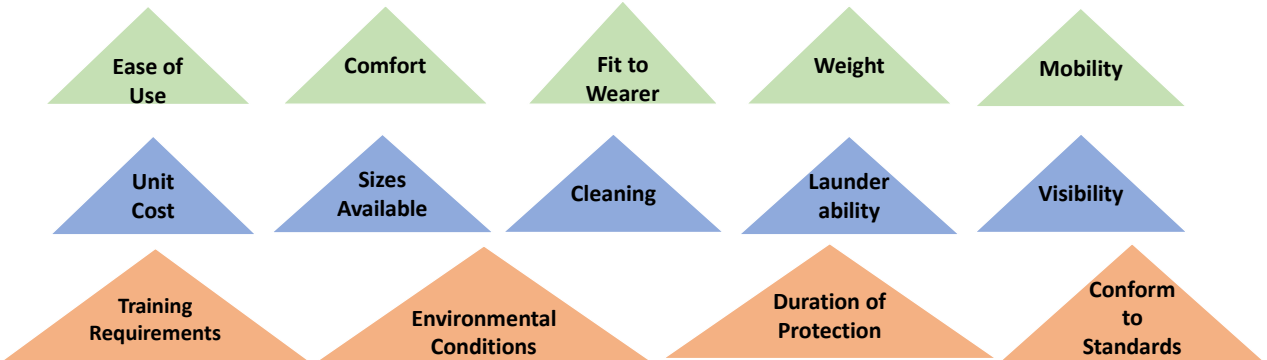 Ease of
Use
Comfort
Fit to
Wearer
Weight
Mobility
Unit
Cost
Sizes
Available
Cleaning
Launder
ability
Visibility
Training
Requirements
Environmental
Conditions
Duration of
Protection
Conform
to
Standards